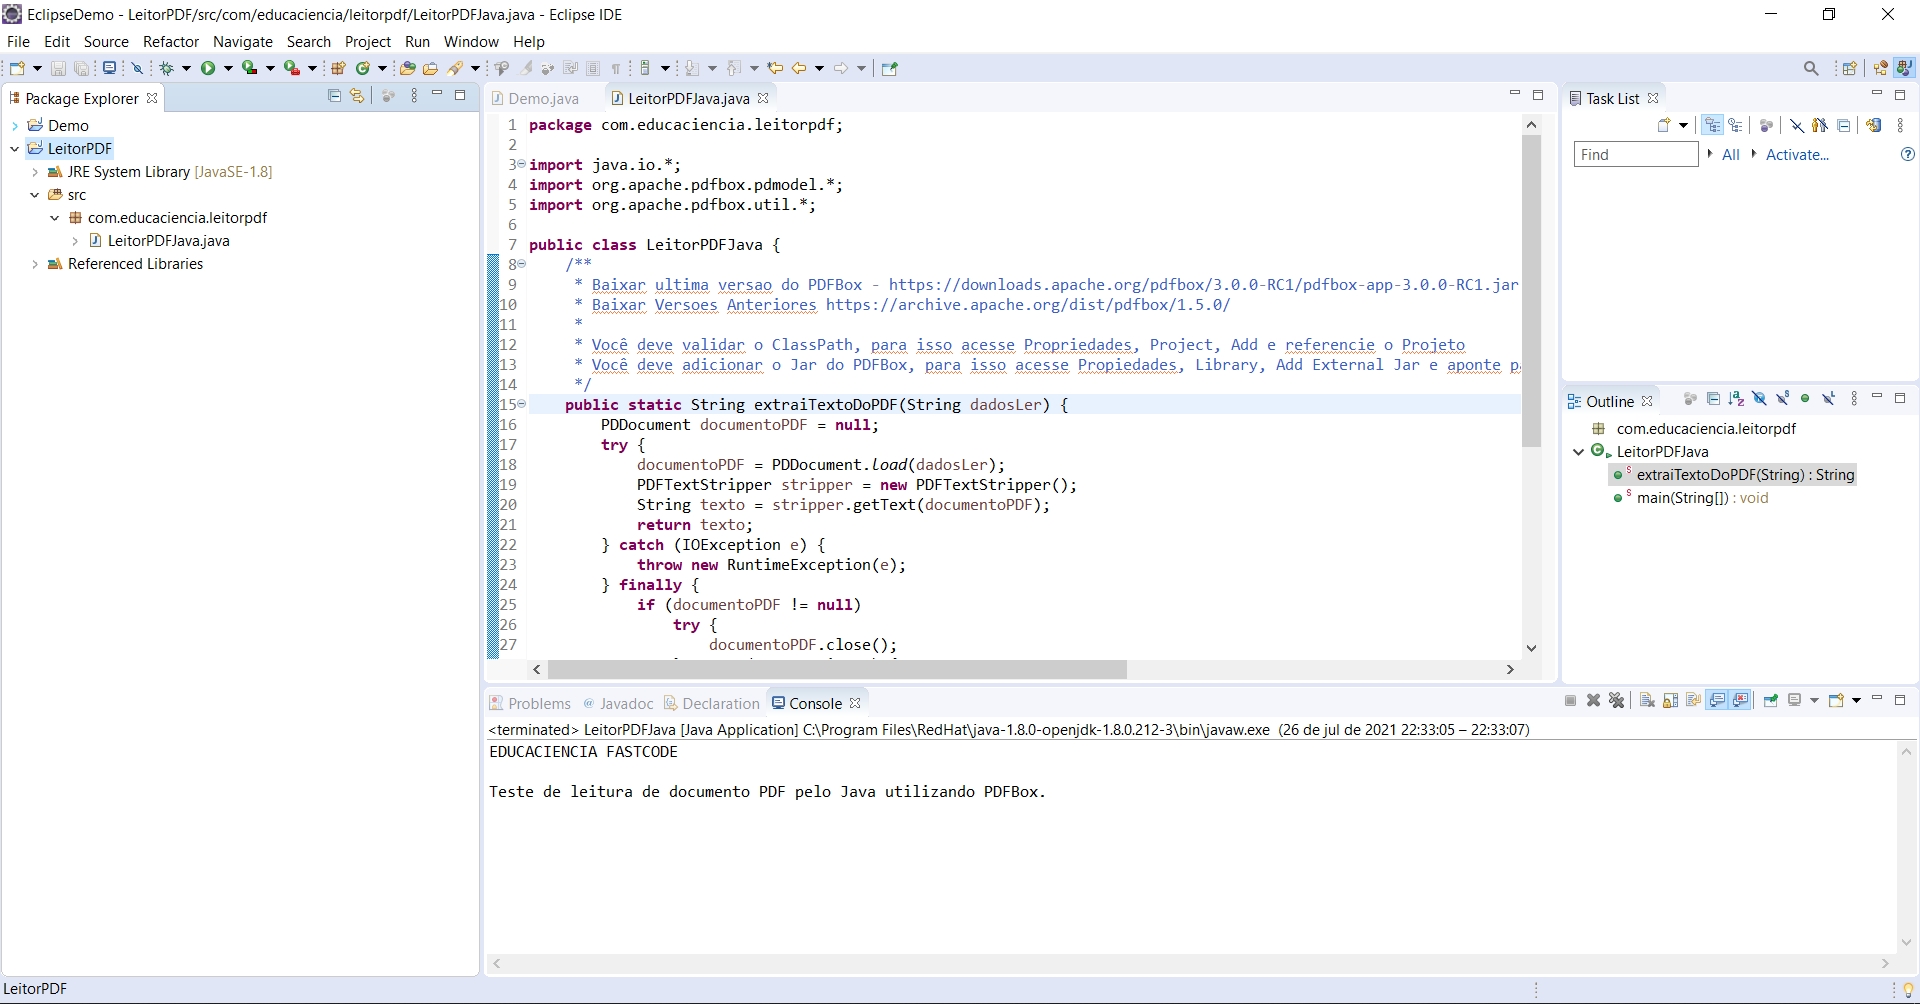 EclipseDemo - LeitorPDF/src/com/educaciencia/leitorpdf/LeitorPDFJava.java - Eclipse IDE
File Edit Source Refactor Navigate Search Project Run Window Help
Package Explorer
Demo
LeitorPDF
JRE System Library [JavaSE-1.8]
src
com.educaciencia.leitorpdf
LeitorPDFJava.java
Referenced Libraries
Demo.java LeitorPDFJava.java
1 package com.educaciencia.leitorpdf;
2
3 import java.io.*;
4 import org.apache.pdfbox.pdmodel.*;
5 import org.apache.pdfbox.util.*;
6
7 public class LeitorPDFJava {
8 /**
9 * Baixar ultima versao do PDFBox - https://downloads.apache.org/pdfbox/3.0.0-RC1/pdfbox-app-3.0.0-RC1.jar
10 * Baixar Versoes Anteriores https://archive.apache.org/dist/pdfbox/1.5.0/
11 *
12 * Você deve validar o ClassPath, para isso acesse Propriedades, Project, Add e referencie o Projeto
13 * Você deve adicionar o Jar do PDFBox, para isso acesse Propiedades, Library, Add External Jar e aponte p
14 */
15 public static String extraiTextoDoPDF(String dadosLer) {
16 PDDocument documentoPDF = null;
17 try {
18 documentoPDF = PDDocument.load(dadosLer);
19 PDFTextStripper stripper = new PDFTextStripper();
20 String texto = stripper.getText(documentoPDF);
21 return texto;
22 } catch (IOException e) {
23 throw new RuntimeException(e);
24 } finally {
25 if (documentoPDF != null)
26 try {
27 documentoPDF.close();
Task List
Find All Activate...
Outline
com.educaciencia.leitorpdf
LeitorPDFJava
extraiTextoDoPDF(String) : String
main(String[]) : void
Problems Javadoc Declaration Console
<terminated> LeitorPDFJava [Java Application] C:\Program Files\RedHat\java-1.8.0-openjdk-1.8.0.212-3\bin\javaw.exe (26 de jul de 2021 22:33:05 – 22:33:07)
EDUCACIENCIA FASTCODE
Teste de leitura de documento PDF pelo Java utilizando PDFBox.
LeitorPDF